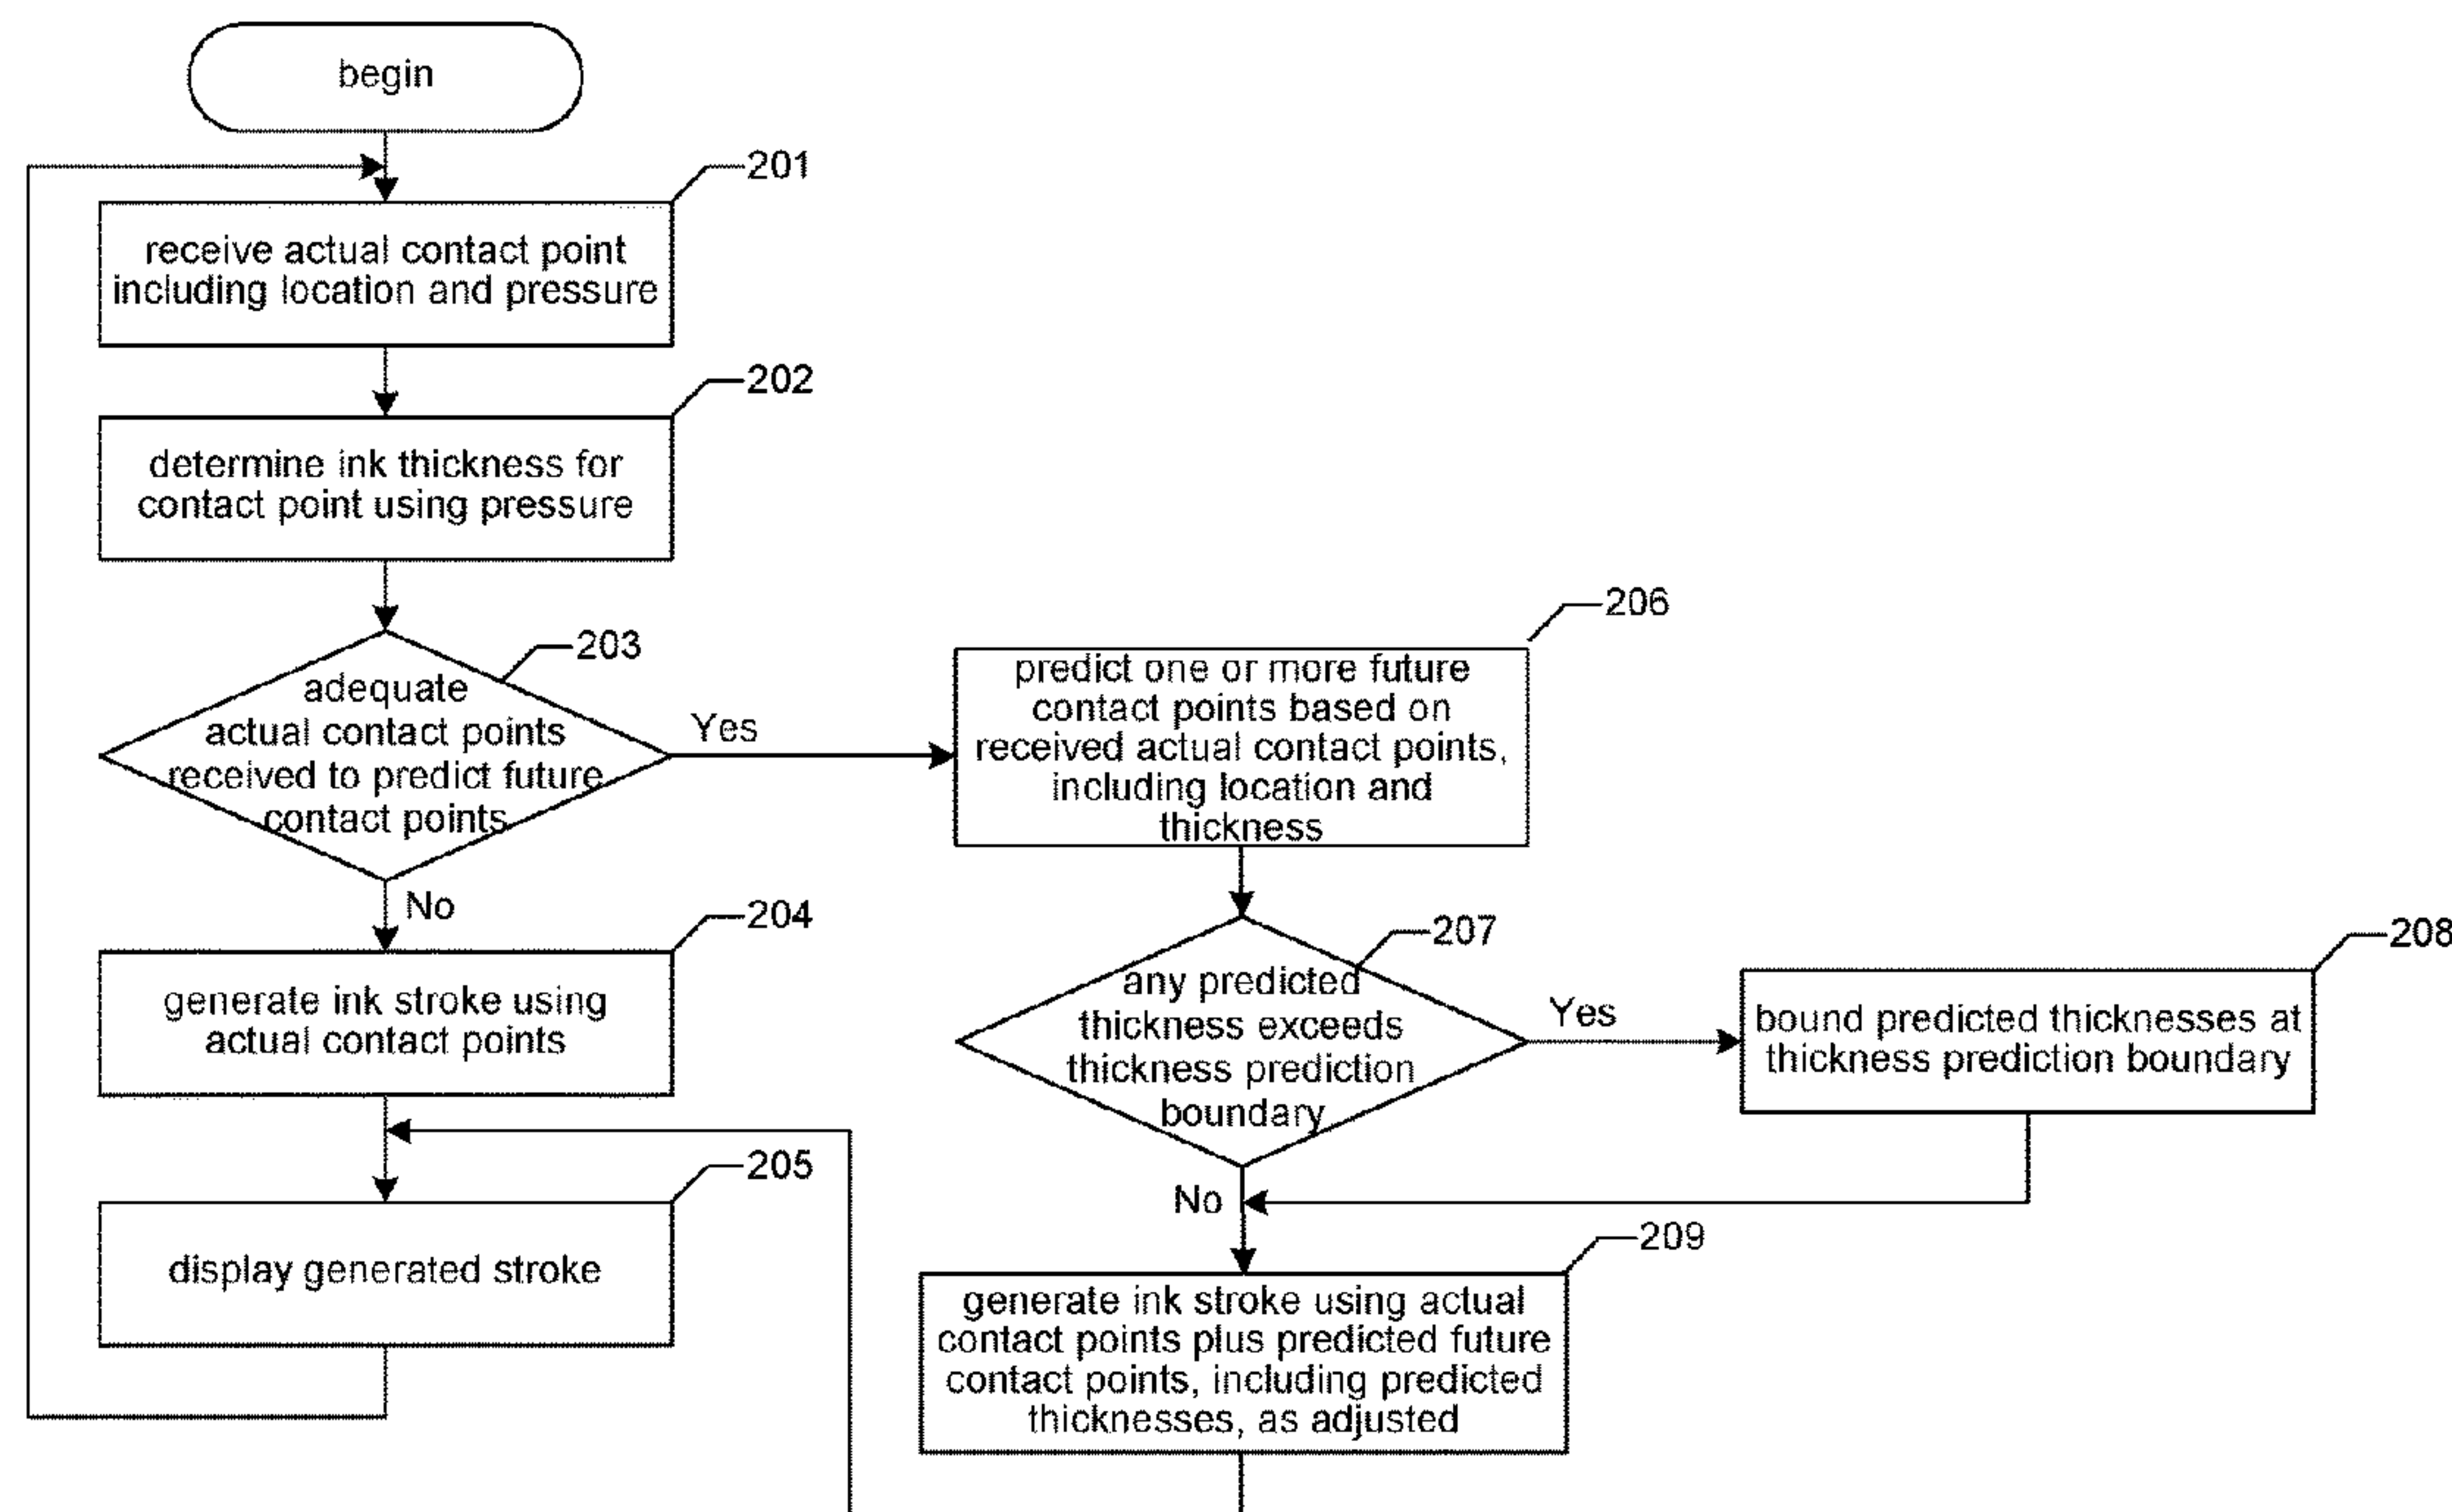 begin
201
receive actual contact point
including location and pressure
202
determine ink thickness for
contact point using pressure
203
adequate
actual contact points
received to predict future
contact points
Yes
No
204
generate ink stroke using
actual contact points
205
display generated stroke
206
predict one or more future
contact points based on
received actual contact points,
including location and
thickness
207
any predicted
thickness exceeds
thickness prediction
boundary
Yes
208
bound predicted thicknesses at
thickness prediction boundary
No
209
generate ink stroke using actual
contact points plus predicted future
contact points, including predicted
thicknesses, as adjusted